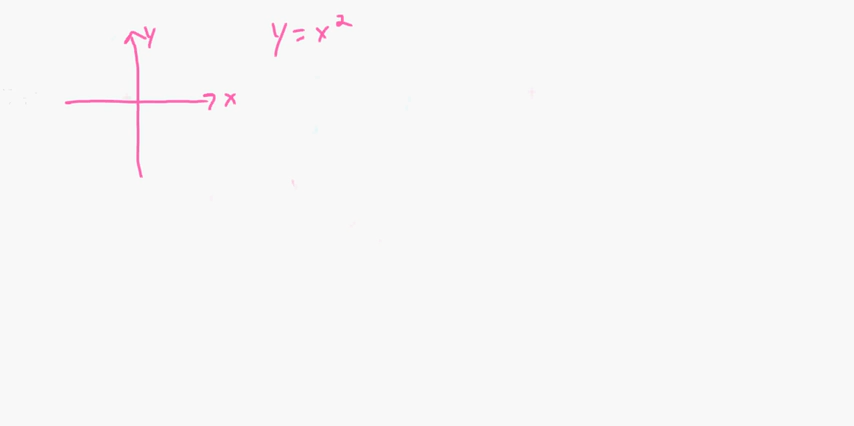 y
x
y = x²